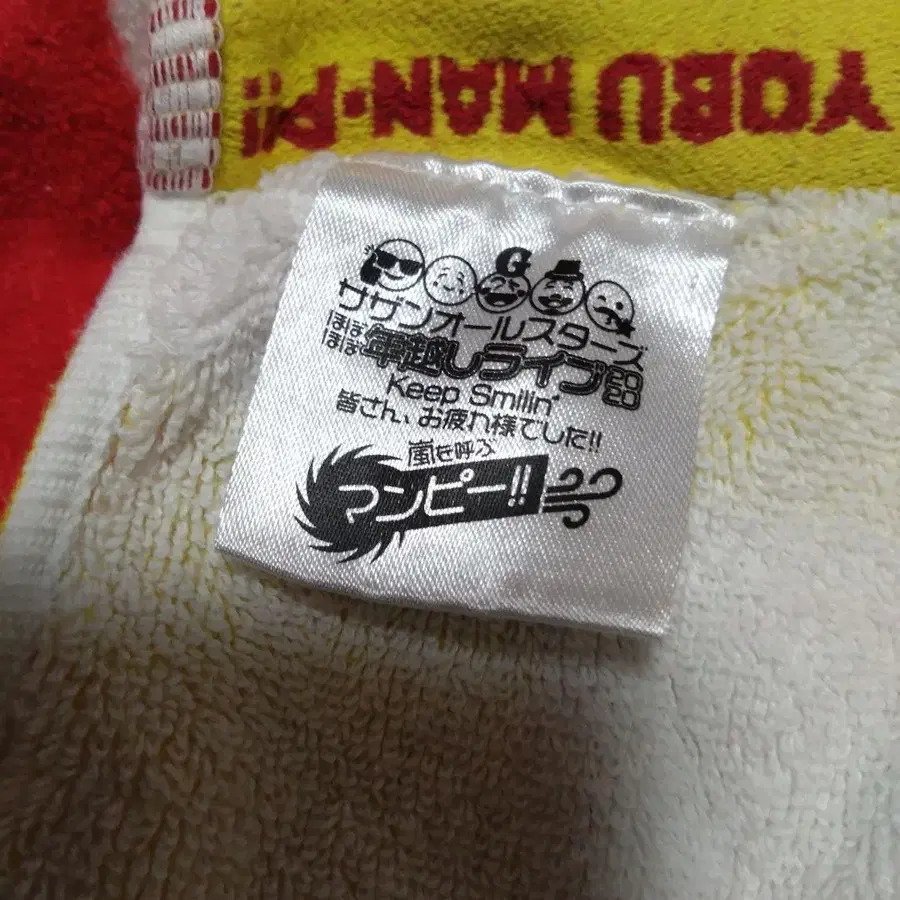 YOBU MAN-P!!
G
サザンオールスターズ
ほぼほぼ年越しライブ2020
Keep Smilin'
皆さん、お疲れ様でした!!
嵐を呼ぶ
マンピー!!